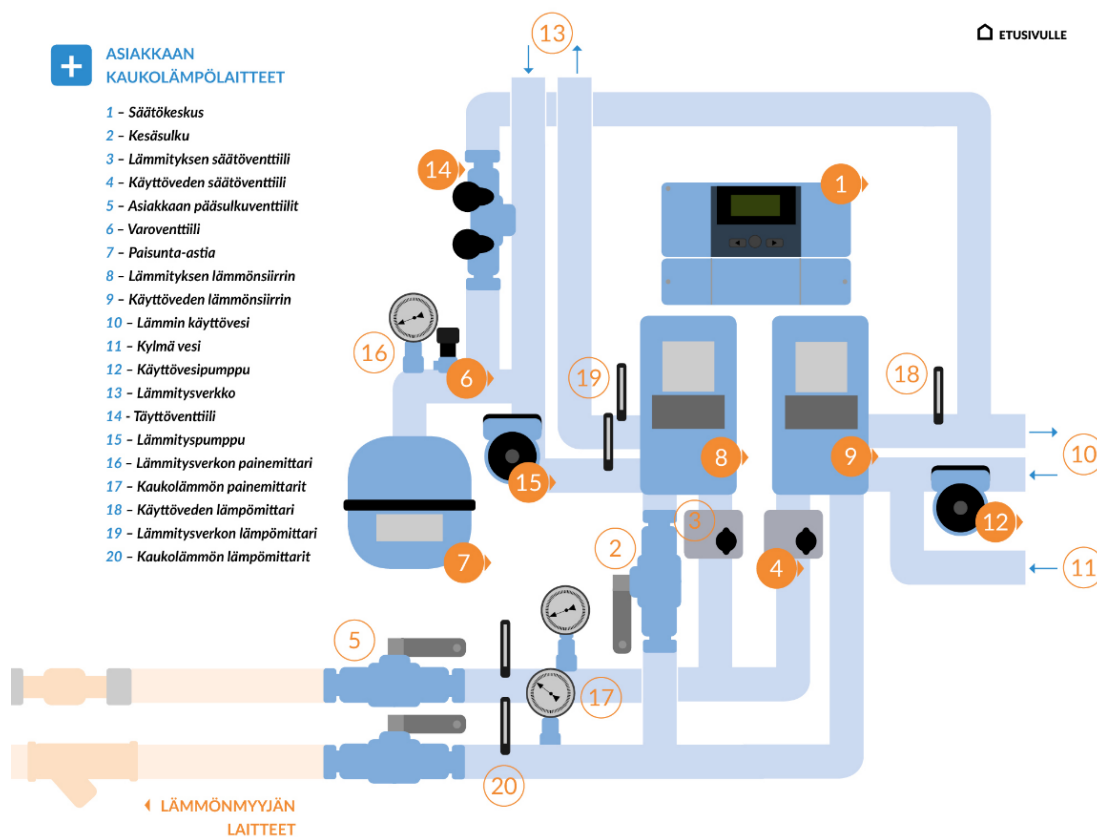 ETUSIVULLE
ASIAKKAAN
KAUKOLÄMPÖLAITTEET
1 – Säätökeskus
2 – Kesäsulku
3 – Lämmityksen säätöventtiili
4 – Käyttöveden säätöventtiili
5 – Asiakkaan pääsulkuventtiilit
6 – Varoventtiili
7 – Paisunta-astia
8 – Lämmityksen lämmönsiirrin
9 – Käyttöveden lämmönsiirrin
10 – Lämmin käyttövesi
11 – Kylmä vesi
12 – Käyttövesipumppu
13 – Lämmitysverkko
14 - Täyttöventtiili
15 – Lämmityspumppu
16 – Lämmitysverkon painemittari
17 – Kaukolämmön painemittarit
18 – Käyttöveden lämpömittari
19 – Lämmitysverkon lämpömittari
20 – Kaukolämmön lämpömittarit
13
14
1
16
6
19
18
8
9
10
15
12
3
2
7
4
11
5
17
20
LÄMMÖNMYYJÄN
LAITTEET